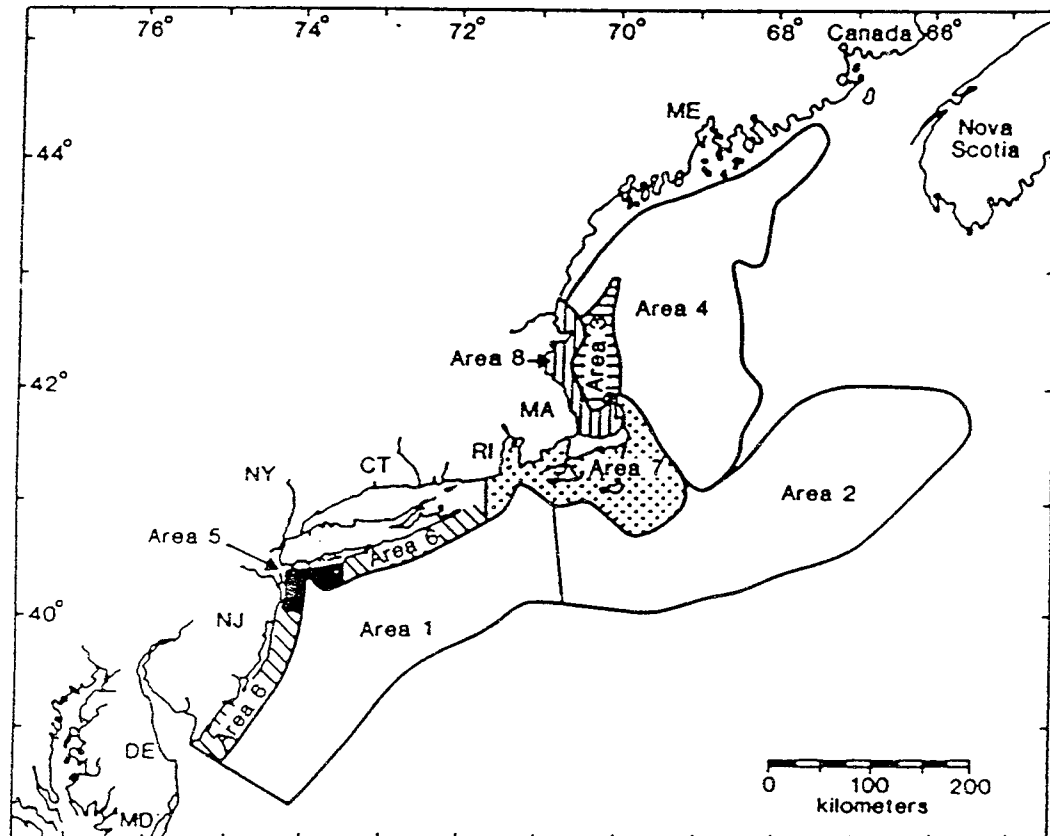 76° 74° 72° 70° 68° 66°
Canada
ME
Nova
Scotia
44°
Area 4
Area 3
Area 8
42°
MA
RI
Area 7
CT
NY
Area 2
Area 5
Area 6
40°
NJ
Area 1
Area 6
DE
MD
0 100 200
kilometers